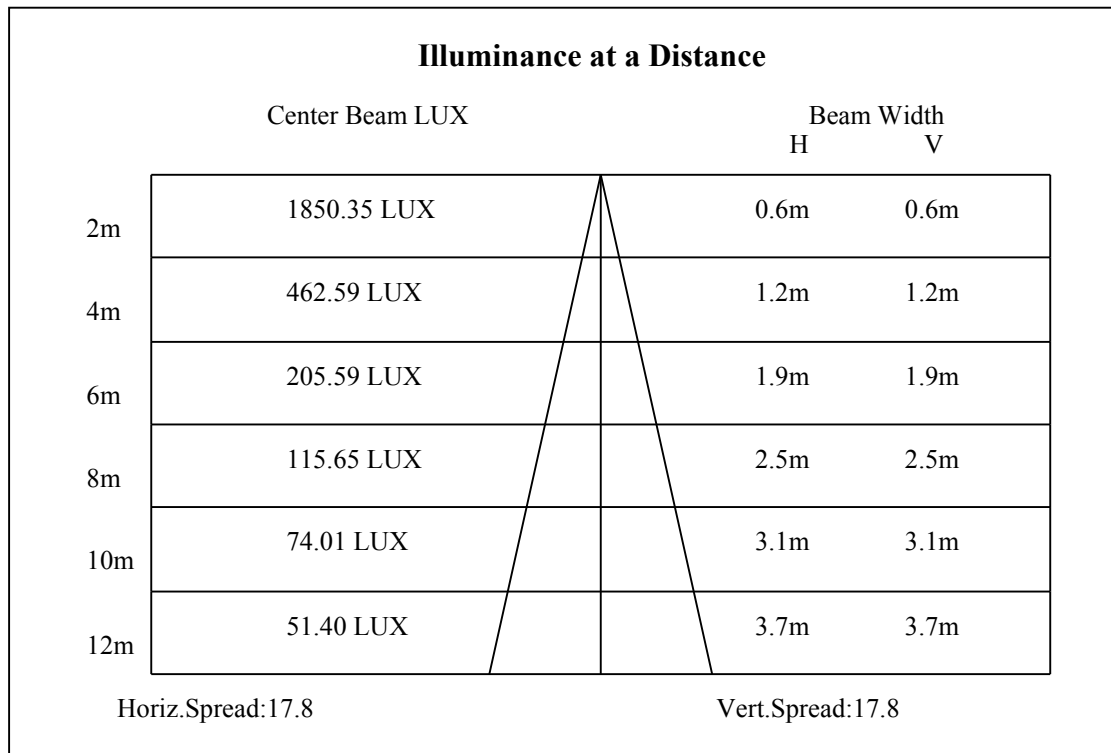 Illuminance at a Distance
Center Beam LUX Beam Width
H V
2m 1850.35 LUX 0.6m 0.6m
4m 462.59 LUX 1.2m 1.2m
6m 205.59 LUX 1.9m 1.9m
8m 115.65 LUX 2.5m 2.5m
10m 74.01 LUX 3.1m 3.1m
12m 51.40 LUX 3.7m 3.7m
Horiz.Spread:17.8 Vert.Spread:17.8